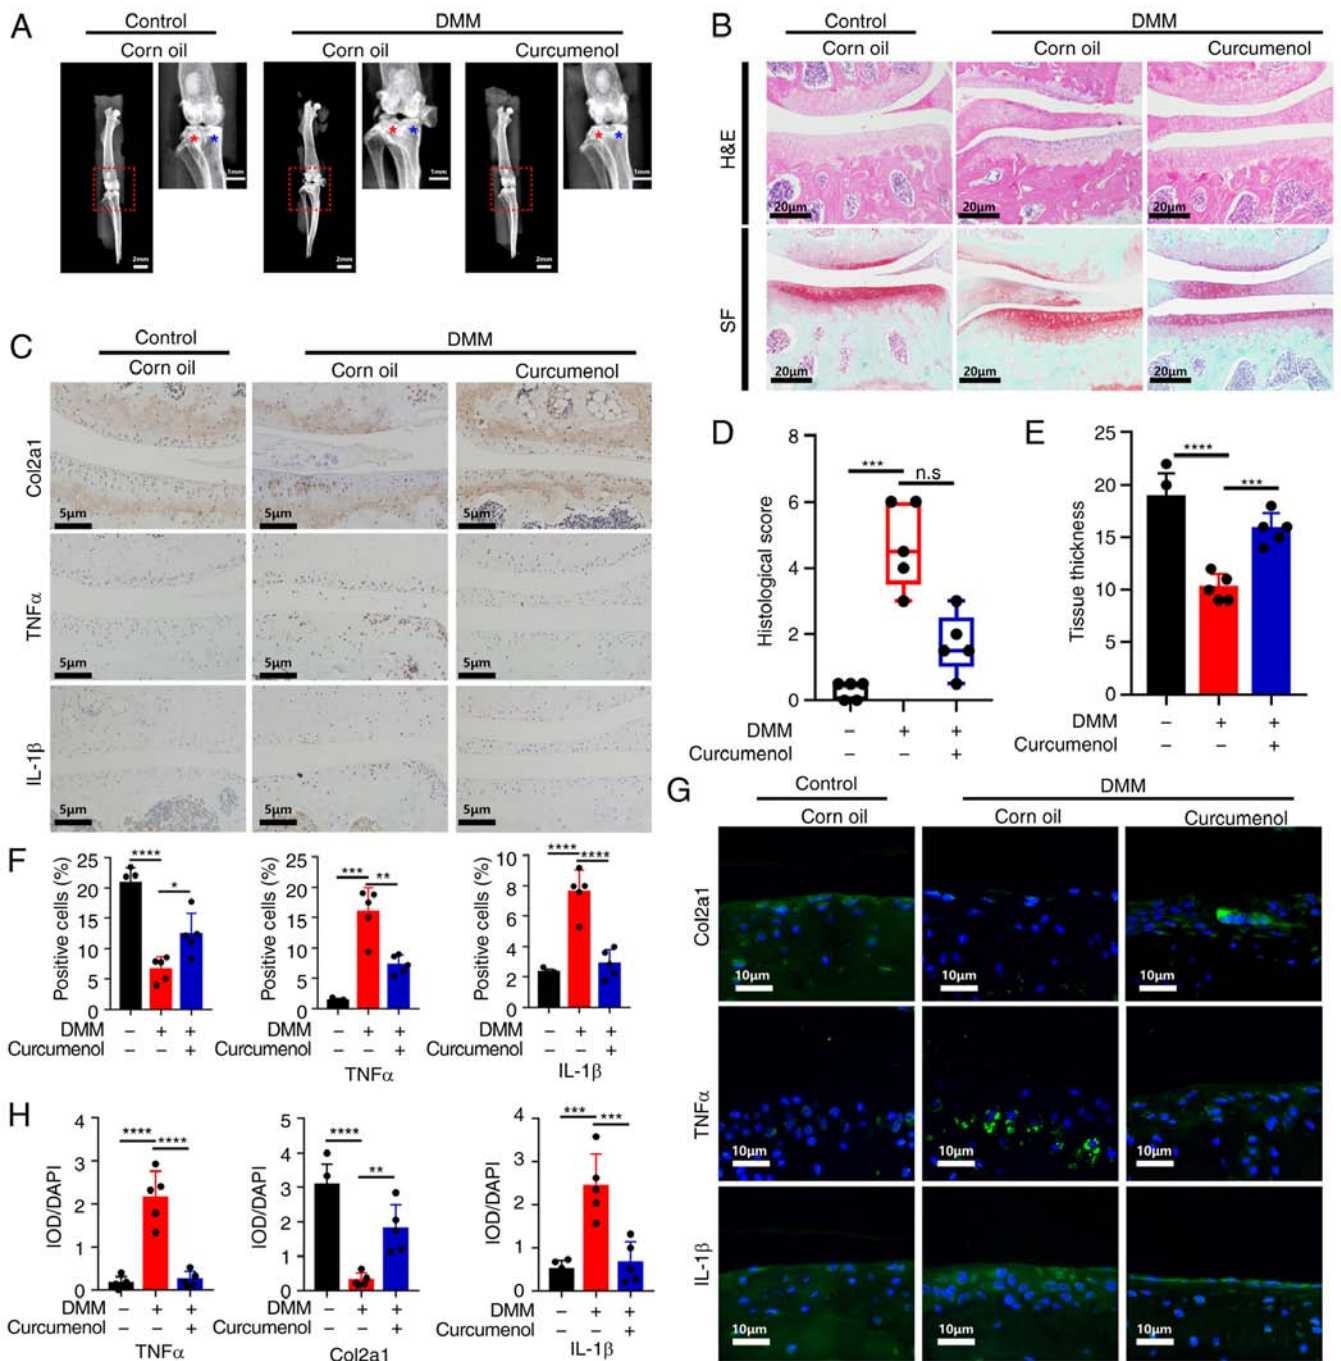 A
Control
DMM
Corn oil
Corn oil
Curcumenol
* *
* *
* *
1mm
1mm
1mm
2mm
2mm
2mm
B
Control
DMM
Corn oil
Corn oil
Curcumenol
H&E
20μm
20μm
20μm
SF
20μm
20μm
20μm
C
Control
DMM
Corn oil
Corn oil
Curcumenol
Col2a1
5μm
5μm
5μm
TNFα
5μm
5μm
5μm
IL-1β
5μm
5μm
5μm
D
Histological score
8
6
4
2
0
***
n.s
DMM − + +
Curcumenol − − +
E
Tissue thickness
25
20
15
10
5
0
****
***
DMM − + +
Curcumenol − − +
F
Positive cells (%)
25
20
15
10
5
0
****
*
DMM − + +
Curcumenol − − +
Positive cells (%)
25
20
15
10
5
0
***
**
DMM − + +
Curcumenol − − +
TNFα
Positive cells (%)
10
8
6
4
2
0
****
****
DMM − + +
Curcumenol − − +
IL-1β
G
Control
DMM
Corn oil
Corn oil
Curcumenol
Col2a1
10μm
10μm
10μm
TNFα
10μm
10μm
10μm
IL-1β
10μm
10μm
10μm
H
IOD/DAPI
4
3
2
1
0
****
****
DMM − + +
Curcumenol − − +
TNFα
IOD/DAPI
5
4
3
2
1
0
****
**
DMM − + +
Curcumenol − − +
Col2a1
IOD/DAPI
4
3
2
1
0
***
***
DMM − + +
Curcumenol − − +
IL-1β